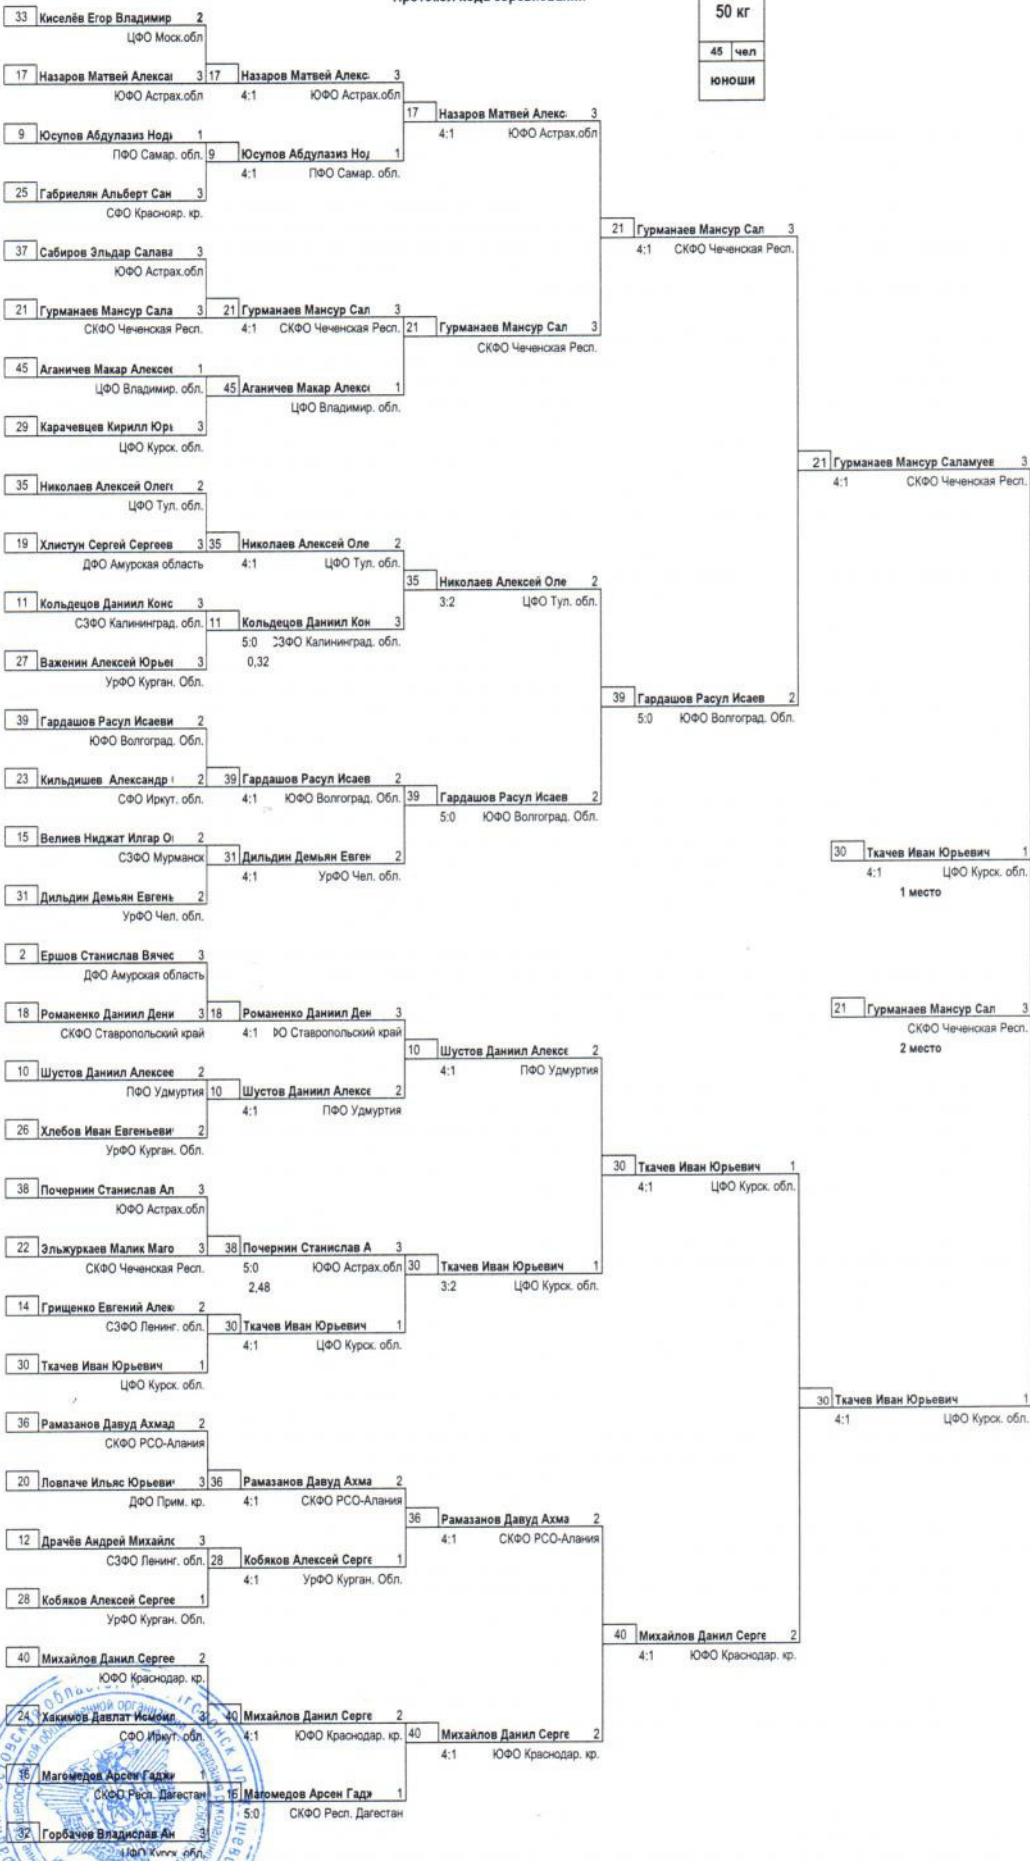 50 кг
45 чел
юноши
33 Киселёв Егор Владимир 2
ЦФО Моск.обл
17 Назаров Матвей Алексаı 3
ЮФО Астрах.обл
9 Юсупов Абдулазиз Ноди 1
ПФО Самар. обл.
25 Габриелян Альберт Сан 3
СФО Краснояр. кр.
37 Сабиров Эльдар Салава 3
ЮФО Астрах.обл
21 Гурманаев Мансур Сала 3
СКФО Чеченская Респ.
45 Аганичев Макар Алексе 1
ЦФО Владимир. обл.
29 Карачевцев Кирилл Юрь 3
ЦФО Курск. обл.
35 Николаев Алексей Олег 2
ЦФО Тул. обл.
19 Хлистун Сергей Сергеев 3
ДФО Амурская область
11 Кольдецов Даниил Конс 3
СЗФО Калининград. обл.
27 Важенин Алексей Юрье 3
УрФО Курган. Обл.
39 Гардашов Расул Исаеви 2
ЮФО Волгоград. Обл.
23 Кильдишев Александр 2
СФО Иркут. обл.
15 Велиев Ниджат Илгар О 2
СЗФО Мурманск
31 Дильдин Демьян Евгень 2
УрФО Чел. обл.
2 Ершов Станислав Вячес 3
ДФО Амурская область
18 Романенко Даниил Дени 3
СКФО Ставропольский край
10 Шустов Даниил Алексее 2
ПФО Удмуртия
26 Хлебов Иван Евгеньеви 2
УрФО Курган. Обл.
38 Почернин Станислав Ал 3
ЮФО Астрах.обл
22 Эльжуркаев Малик Маго 3
СКФО Чеченская Респ.
14 Грищенко Евгений Алек 2
СЗФО Ленинг. обл.
30 Ткачев Иван Юрьевич 1
ЦФО Курск. обл.
36 Рамазанов Давуд Ахмад 2
СКФО РСО-Алания
20 Ловпаче Ильяс Юрьеви 3
ДФО Прим. кр.
12 Драчёв Андрей Михайл 3
СЗФО Ленинг. обл.
28 Кобяков Алексей Сергее 1
УрФО Курган. Обл.
40 Михайлов Данил Сергее 2
ЮФО Краснодар. кр.
24 Хакимов Давлат Исмоил 3
СФО Иркут. обл.
16 Магомедов Арсен Гаджи 1
СКФО Респ. Дагестан
32 Горбачев Владислав Ан 3
ЦФО Курск. обл.
17 Назаров Матвей Алекс 3
4:1 ЮФО Астрах.обл
9 Юсупов Абдулазиз Но 1
4:1 ПФО Самар. обл.
21 Гурманаев Мансур Сал 3
4:1 СКФО Чеченская Респ.
45 Аганичев Макар Алекс 1
ЦФО Владимир. обл.
35 Николаев Алексей Оле 2
4:1 ЦФО Тул. обл.
11 Кольдецов Даниил Кон 3
5:0 СЗФО Калининград. обл.
0,32
39 Гардашов Расул Исаев 2
4:1 ЮФО Волгоград. Обл.
31 Дильдин Демьян Евген 2
4:1 УрФО Чел. обл.
18 Романенко Даниил Ден 3
4:1 ФО Ставропольский край
10 Шустов Даниил Алексе 2
4:1 ПФО Удмуртия
38 Почернин Станислав А 3
5:0 ЮФО Астрах.обл
2,48
30 Ткачев Иван Юрьевич 1
4:1 ЦФО Курск. обл.
36 Рамазанов Давуд Ахма 2
4:1 СКФО РСО-Алания
28 Кобяков Алексей Серге 1
4:1 УрФО Курган. Обл.
40 Михайлов Данил Серге 2
4:1 ЮФО Краснодар. кр.
16 Магомедов Арсен Гадж 1
5:0 СКФО Респ. Дагестан
17 Назаров Матвей Алекс 3
4:1 ЮФО Астрах.обл
21 Гурманаев Мансур Сал 3
СКФО Чеченская Респ.
35 Николаев Алексей Оле 2
3:2 ЦФО Тул. обл.
39 Гардашов Расул Исаев 2
5:0 ЮФО Волгоград. Обл.
10 Шустов Даниил Алексе 2
4:1 ПФО Удмуртия
30 Ткачев Иван Юрьевич 1
3:2 ЦФО Курск. обл.
36 Рамазанов Давуд Ахма 2
4:1 СКФО РСО-Алания
40 Михайлов Данил Серге 2
4:1 ЮФО Краснодар. кр.
21 Гурманаев Мансур Сал 3
4:1 СКФО Чеченская Респ.
39 Гардашов Расул Исаев 2
5:0 ЮФО Волгоград. Обл.
30 Ткачев Иван Юрьевич 1
4:1 ЦФО Курск. обл.
40 Михайлов Данил Серге 2
4:1 ЮФО Краснодар. кр.
21 Гурманаев Мансур Саламуев 3
4:1 СКФО Чеченская Респ.
30 Ткачев Иван Юрьевич 1
4:1 ЦФО Курск. обл.
30 Ткачев Иван Юрьевич 1
4:1 ЦФО Курск. обл.
1 место
21 Гурманаев Мансур Сал 3
СКФО Чеченская Респ.
2 место